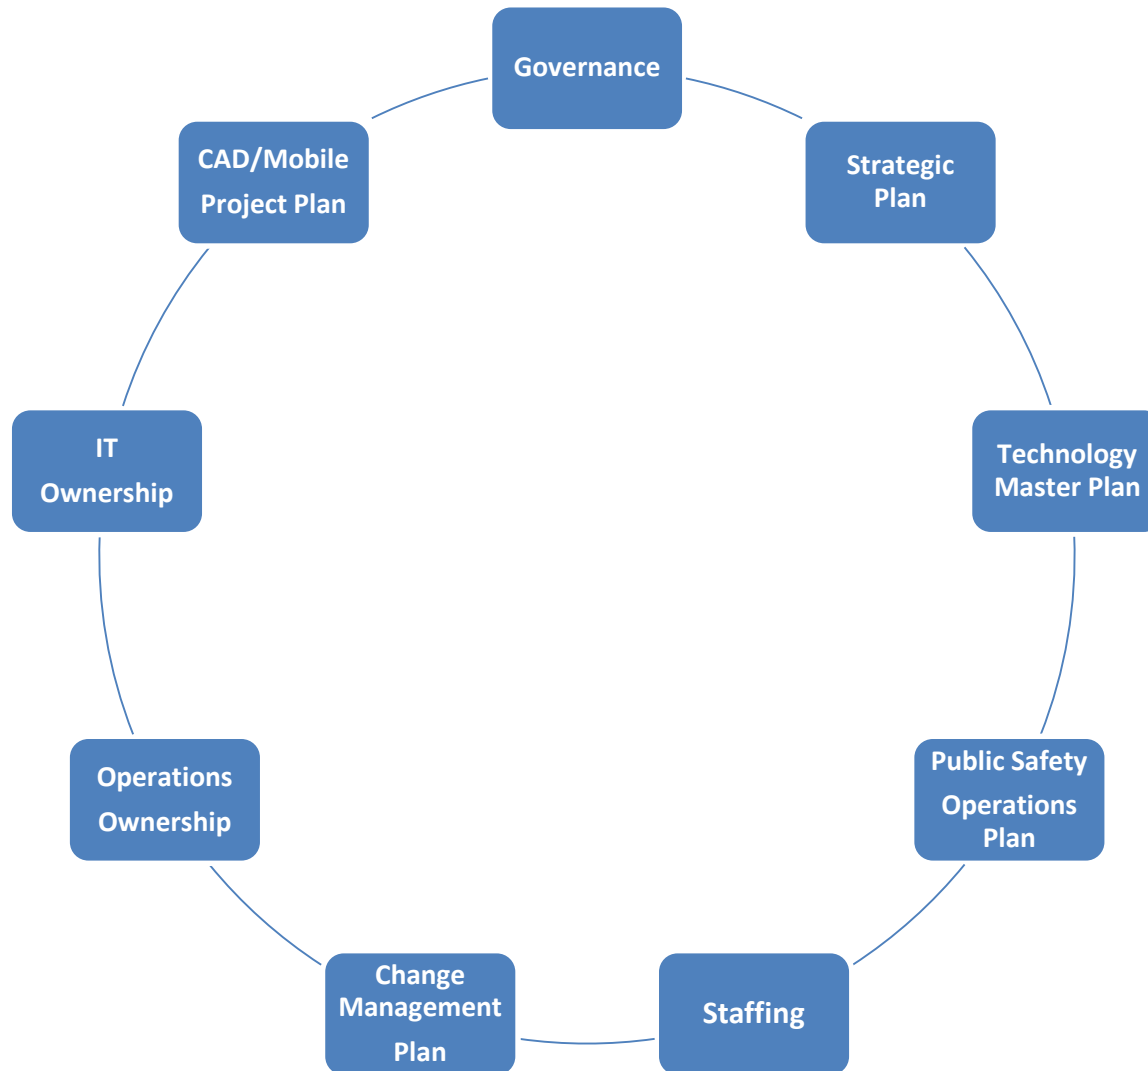 Governance
Strategic
Plan
Technology
Master Plan
Public Safety
Operations
Plan
Staffing
Change
Management
Plan
Operations
Ownership
IT
Ownership
CAD/Mobile
Project Plan